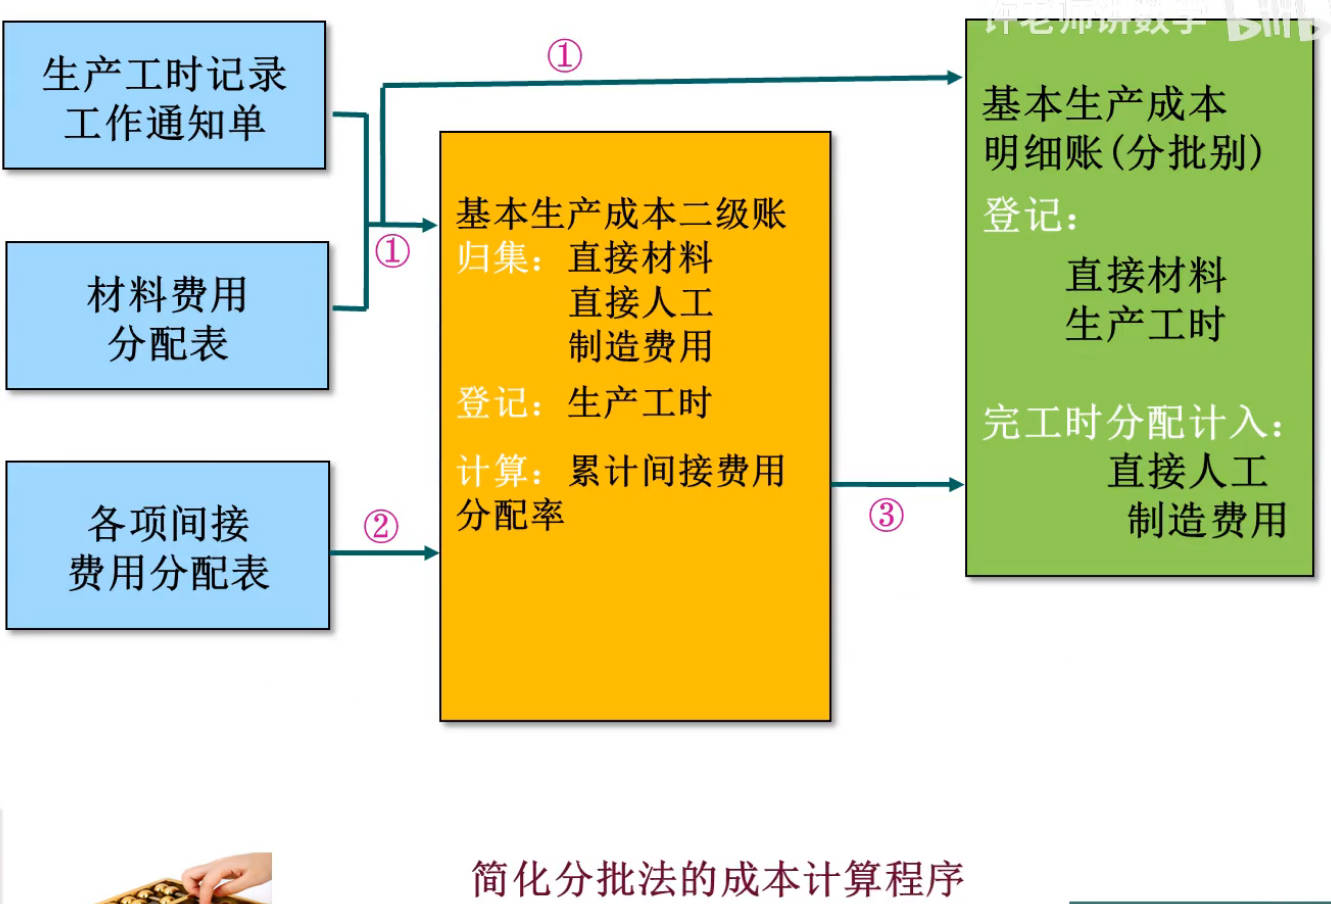 许老师讲数学 bilibili
①
生产工时记录
工作通知单
基本生产成本
明细账(分批别)
登记：
直接材料
生产工时
完工时分配计入：
直接人工
制造费用
①
基本生产成本二级账
归集：直接材料
直接人工
制造费用
登记：生产工时
计算：累计间接费用
分配率
材料费用
分配表
各项间接
费用分配表
②
③
简化分批法的成本计算程序